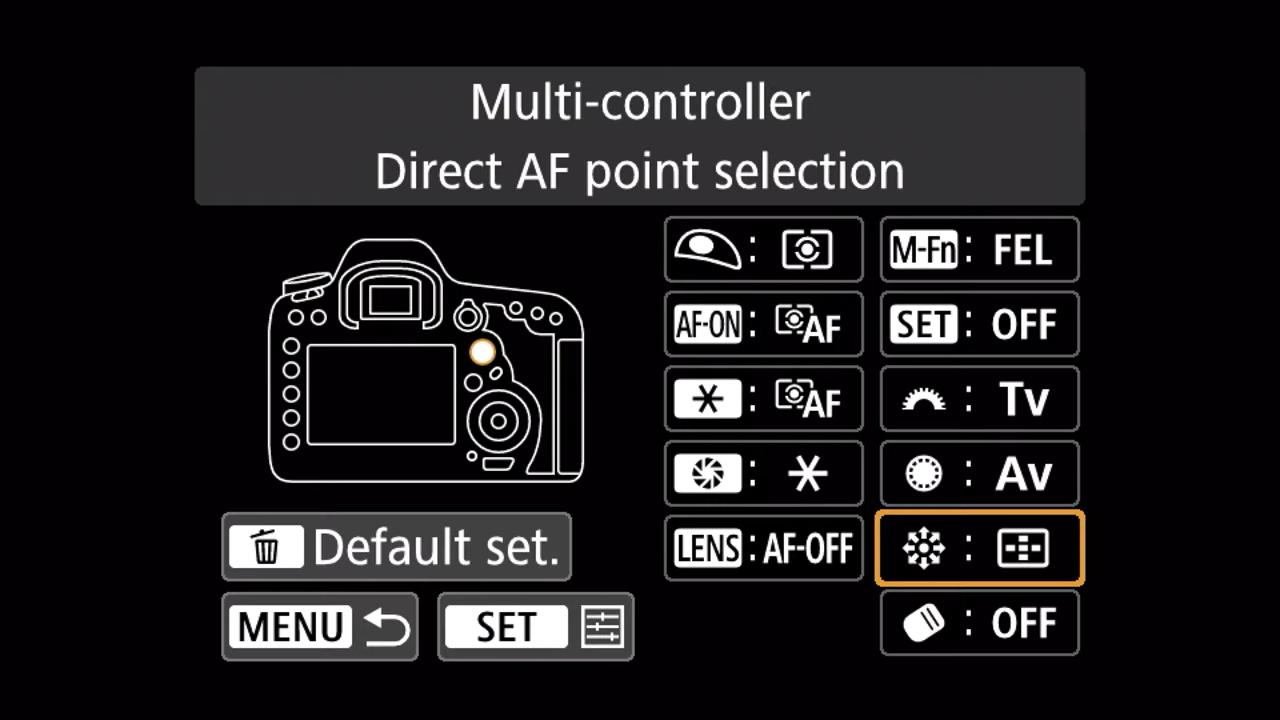 Multi-controller
Direct AF point selection
M-Fn: FEL
AF-ON: AF
SET: OFF
*: AF
: Tv
: *
: Av
LENS: AF-OFF
: OFF
Default set.
MENU
SET